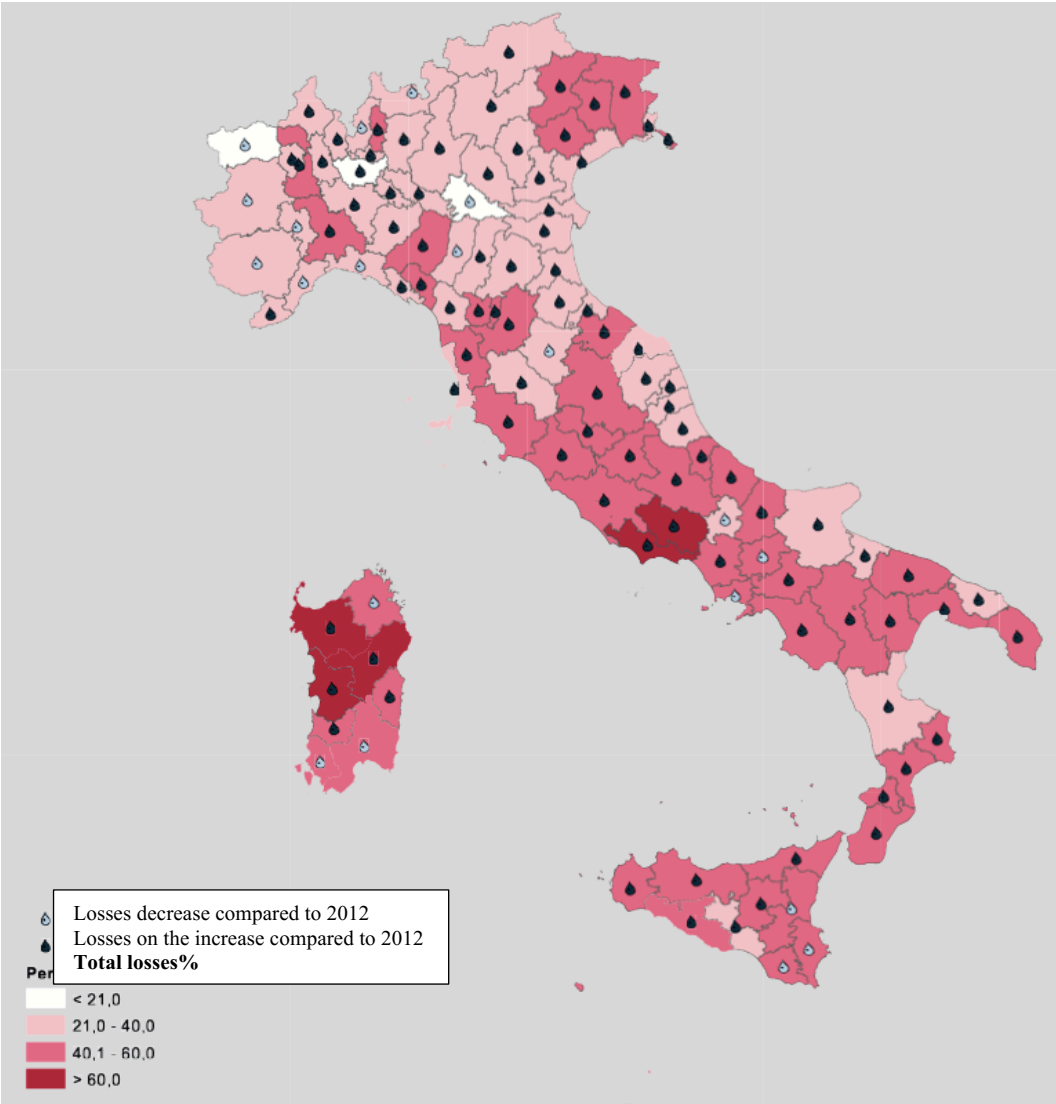 Losses decrease compared to 2012
Losses on the increase compared to 2012
Total losses%
Per
< 21,0
21,0 - 40,0
40,1 - 60,0
> 60,0